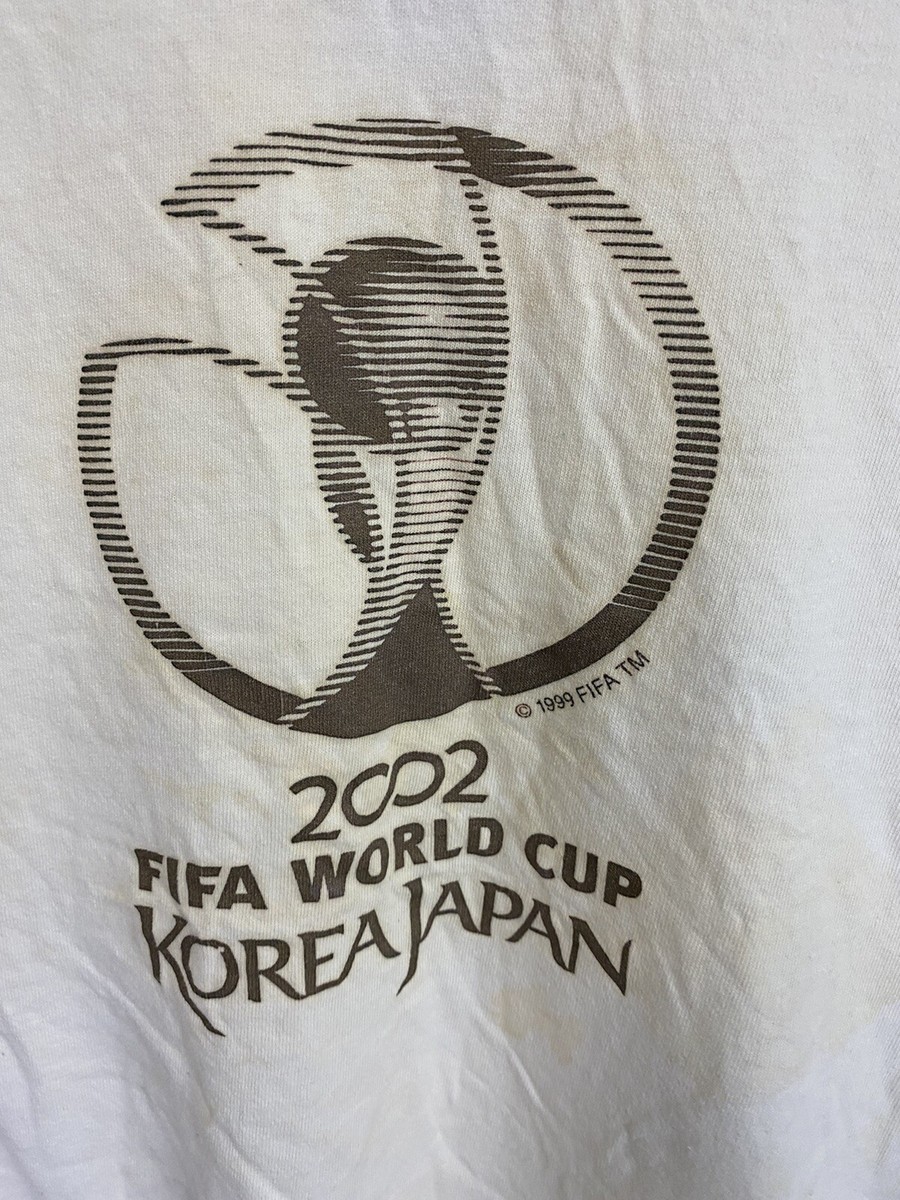 © 1999 FIFA TM
2002
FIFA WORLD CUP
KOREA JAPAN